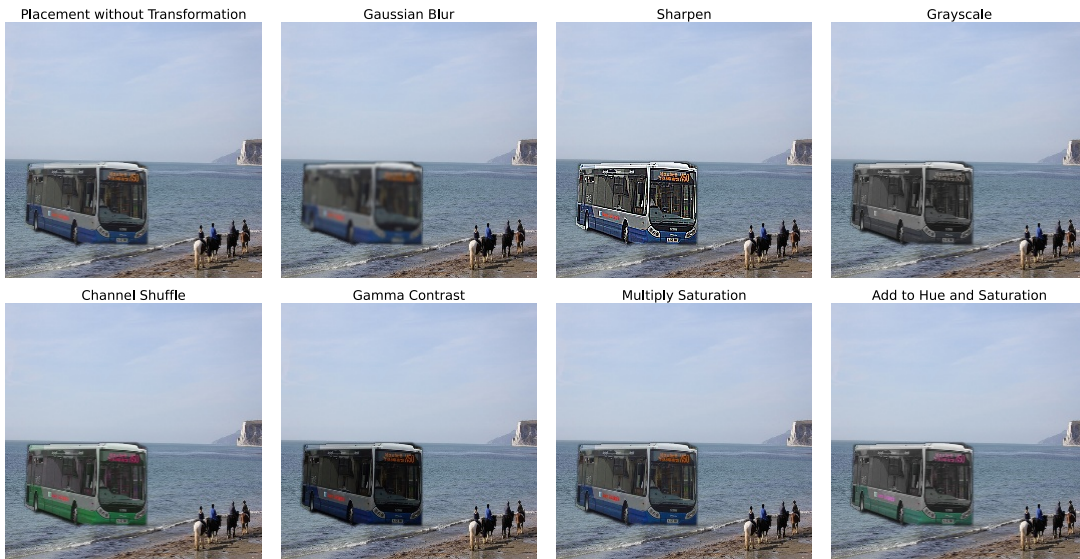 Placement without Transformation
Gaussian Blur
Sharpen
Grayscale
Channel Shuffle
Gamma Contrast
Multiply Saturation
Add to Hue and Saturation